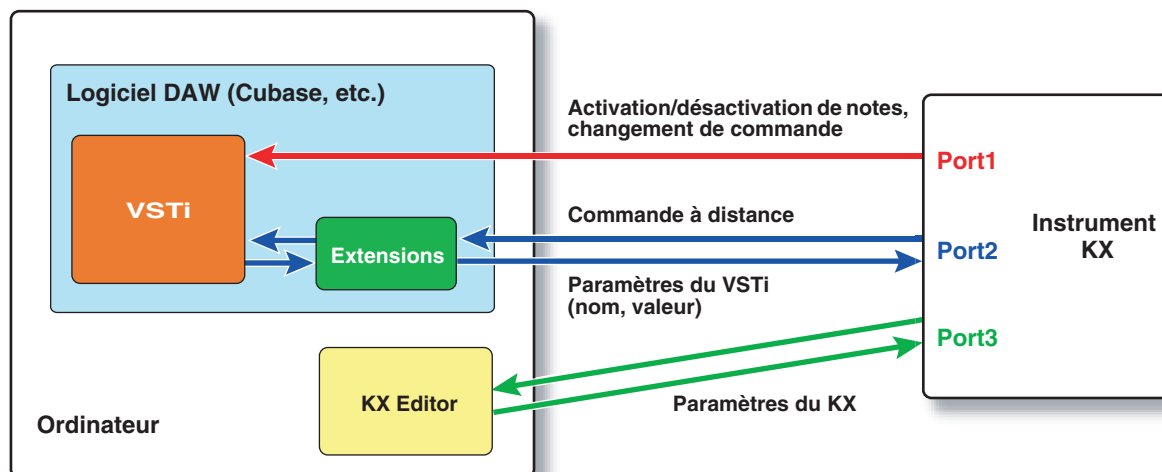 Logiciel DAW (Cubase, etc.)
VSTi
Extensions
KX Editor
Ordinateur
Activation/désactivation de notes,
changement de commande
Commande à distance
Paramètres du VSTi
(nom, valeur)
Paramètres du KX
Port1
Port2
Port3
Instrument
KX